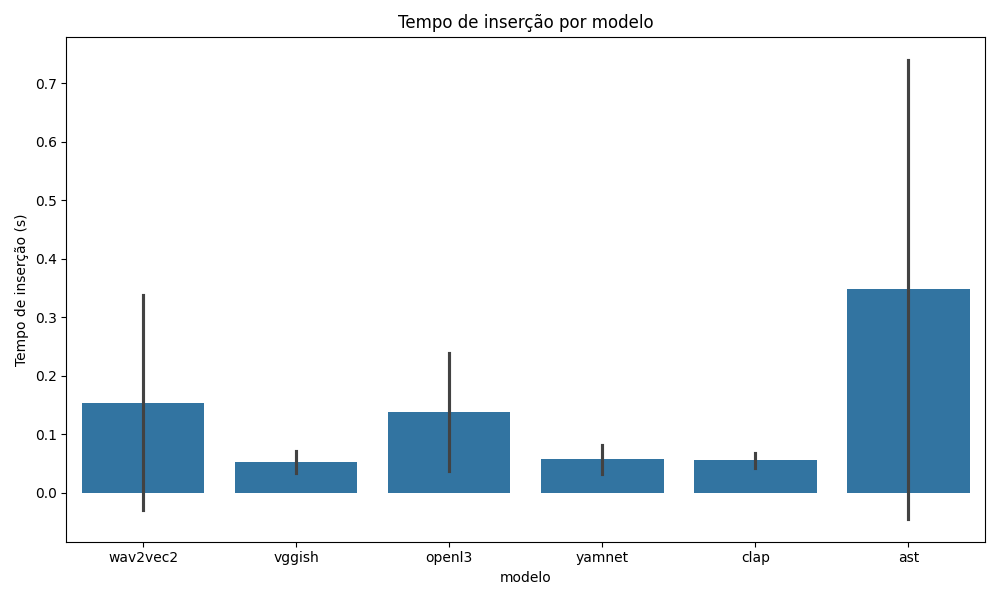 Tempo de inserção por modelo
Tempo de inserção (s)
0.7
0.6
0.5
0.4
0.3
0.2
0.1
0.0
wav2vec2 vggish openl3 yamnet clap ast
modelo